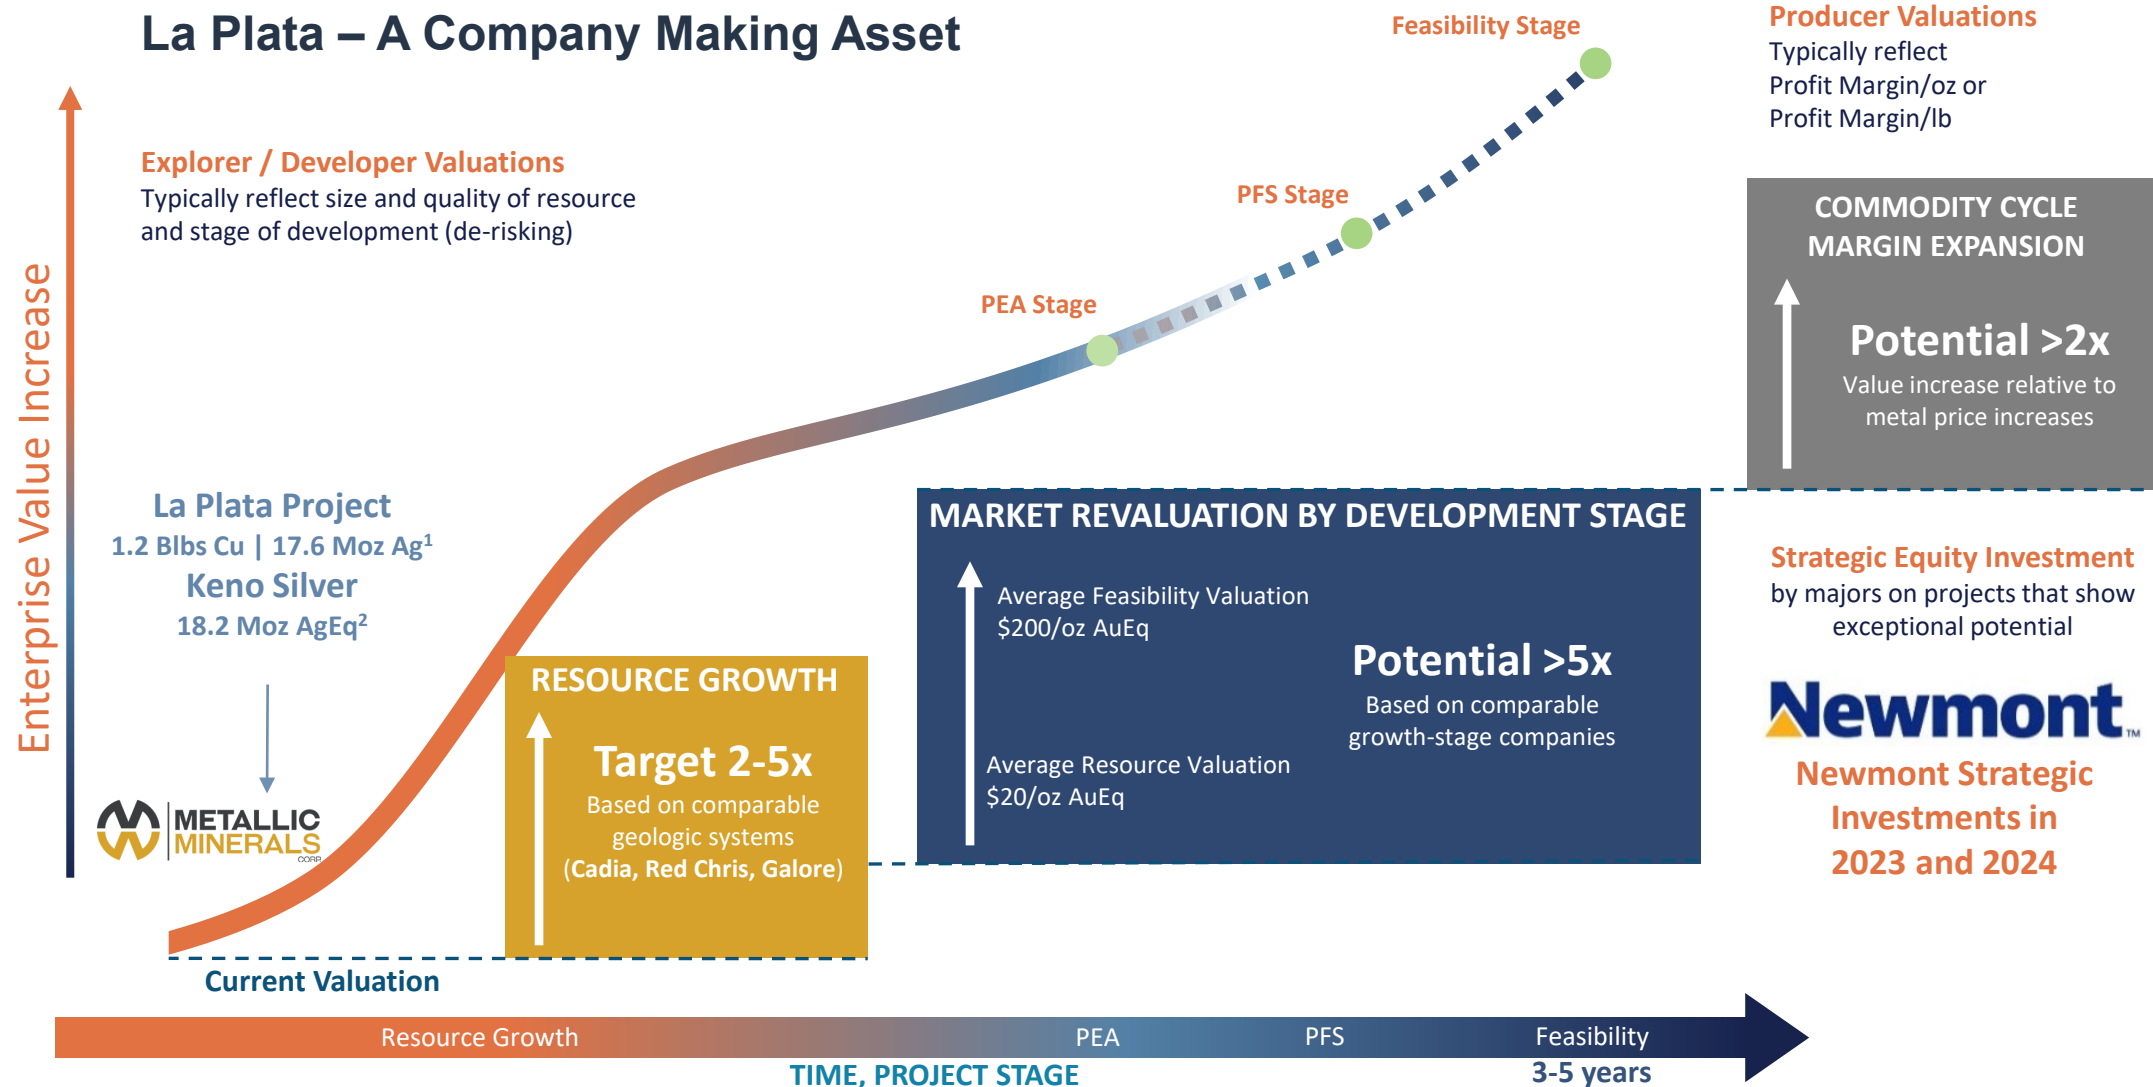 La Plata – A Company Making Asset
Feasibility Stage
Producer Valuations
Typically reflect
Profit Margin/oz or
Profit Margin/lb
Explorer / Developer Valuations
Typically reflect size and quality of resource
and stage of development (de-risking)
PFS Stage
PEA Stage
COMMODITY CYCLE
MARGIN EXPANSION
Potential >2x
Value increase relative to
metal price increases
Enterprise Value Increase
La Plata Project
1.2 Blbs Cu | 17.6 Moz Ag¹
Keno Silver
18.2 Moz AgEq²
METALLIC
MINERALS
CORP
RESOURCE GROWTH
Target 2-5x
Based on comparable
geologic systems
(Cadia, Red Chris, Galore)
MARKET REVALUATION BY DEVELOPMENT STAGE
Average Feasibility Valuation
$200/oz AuEq
Potential >5x
Based on comparable
growth-stage companies
Average Resource Valuation
$20/oz AuEq
Strategic Equity Investment
by majors on projects that show
exceptional potential
Newmont™
Newmont Strategic
Investments in
2023 and 2024
Current Valuation
Resource Growth PEA PFS Feasibility
TIME, PROJECT STAGE 3-5 years